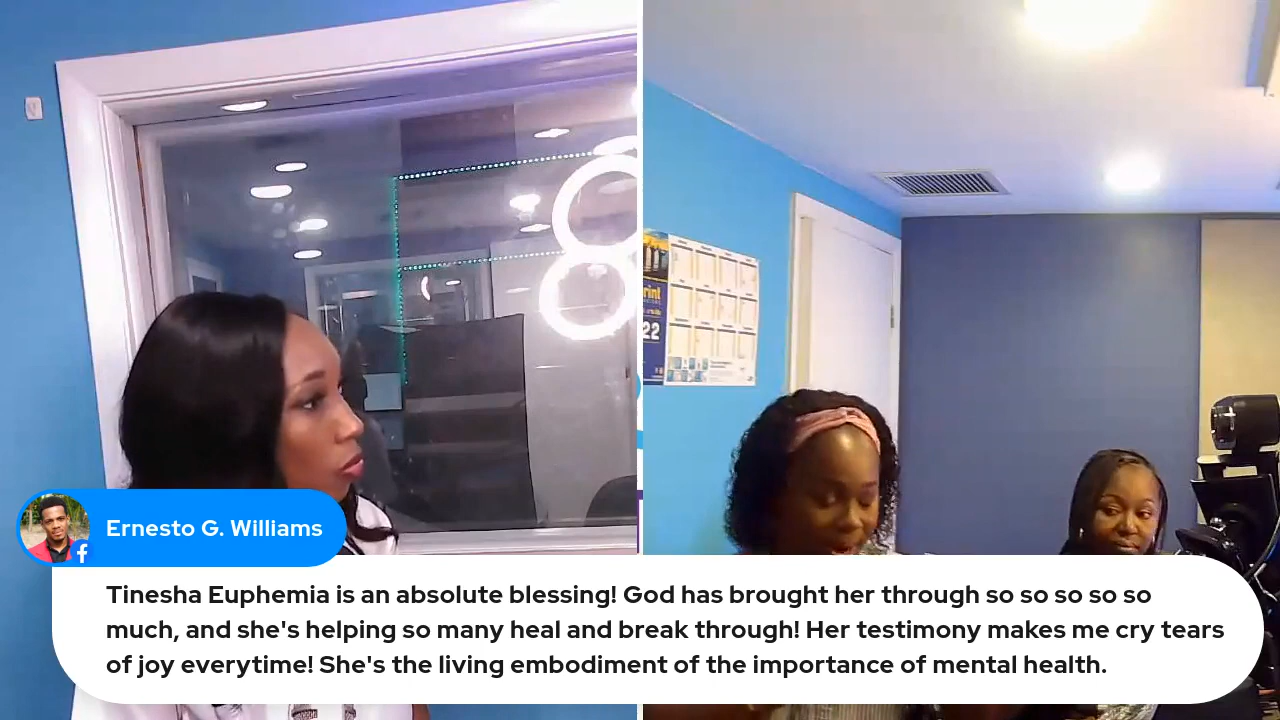 rint
22
Ernesto G. Williams
Tinesha Euphemia is an absolute blessing! God has brought her through so so so so so
much, and she's helping so many heal and break through! Her testimony makes me cry tears
of joy everytime! She's the living embodiment of the importance of mental health.